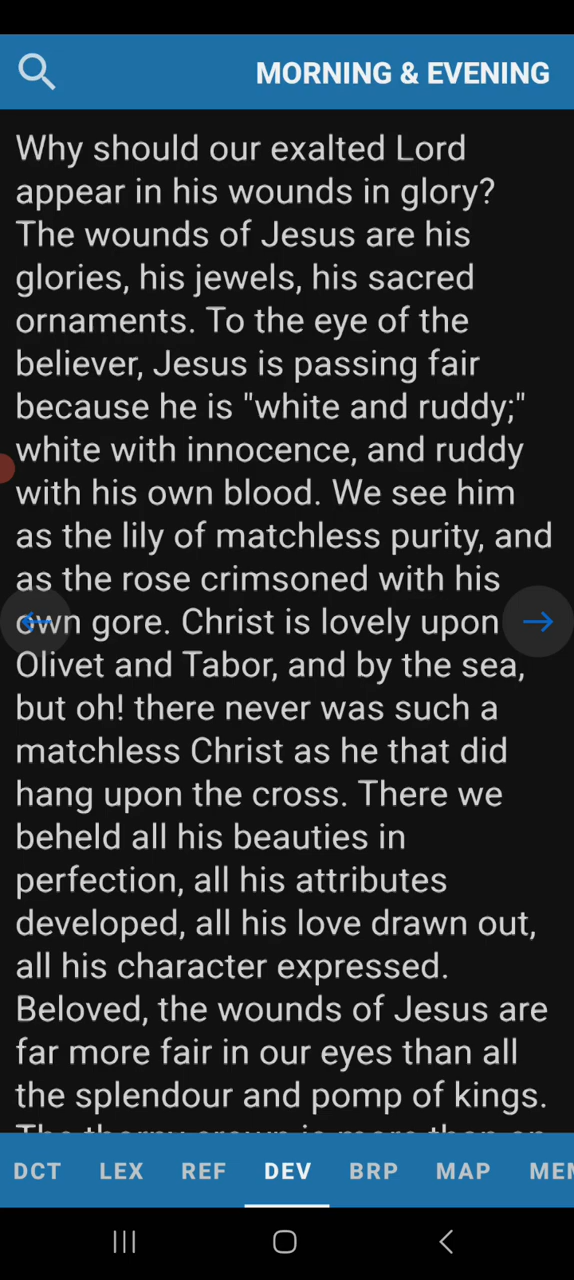 MORNING & EVENING
Why should our exalted Lord
appear in his wounds in glory?
The wounds of Jesus are his
glories, his jewels, his sacred
ornaments. To the eye of the
believer, Jesus is passing fair
because he is "white and ruddy;"
white with innocence, and ruddy
with his own blood. We see him
as the lily of matchless purity, and
as the rose crimsoned with his
own gore. Christ is lovely upon
Olivet and Tabor, and by the sea,
but oh! there never was such a
matchless Christ as he that did
hang upon the cross. There we
beheld all his beauties in
perfection, all his attributes
developed, all his love drawn out,
all his character expressed.
Beloved, the wounds of Jesus are
far more fair in our eyes than all
the splendour and pomp of kings.
DCT LEX REF DEV BRP MAP